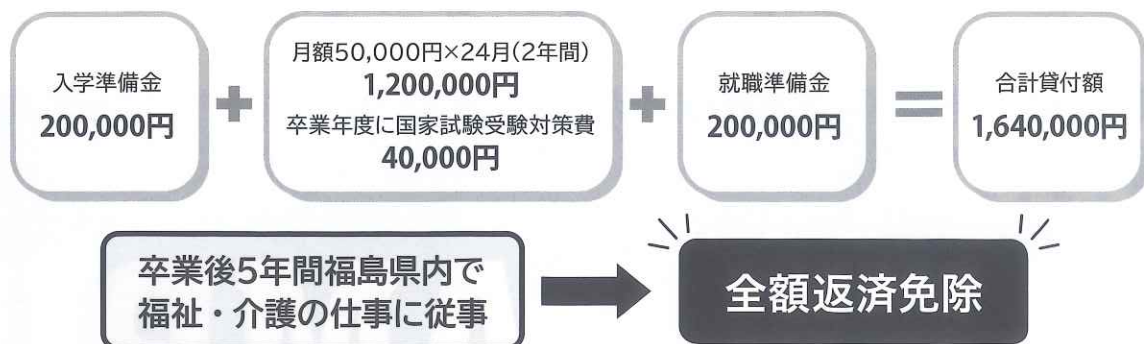 入学準備金
200,000円
+
月額50,000円×24月(2年間)
1,200,000円
卒業年度に国家試験受験対策費
40,000円
+
就職準備金
200,000円
=
合計貸付額
1,640,000円
卒業後5年間福島県内で
福祉・介護の仕事に従事
全額返済免除